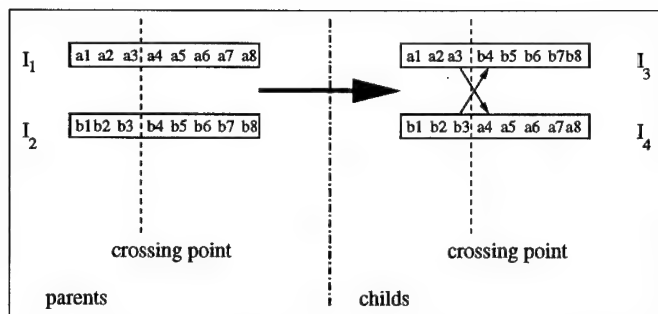 I1 a1 a2 a3 a4 a5 a6 a7 a8 a1 a2 a3 b4 b5 b6 b7 b8 I3
I2 b1 b2 b3 b4 b5 b6 b7 b8 b1 b2 b3 a4 a5 a6 a7 a8 I4
crossing point crossing point
parents childs